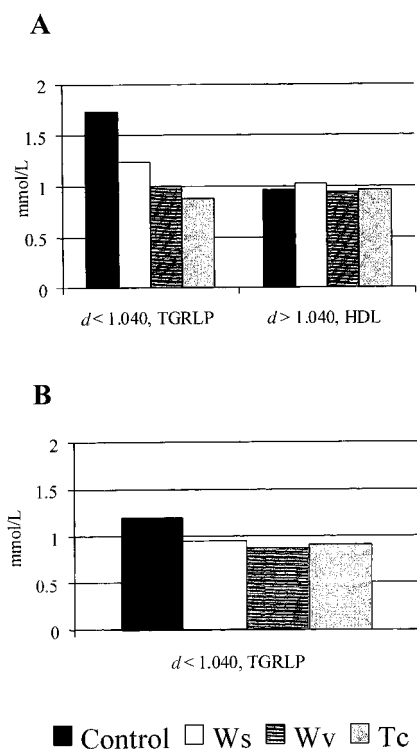 A
2
1.5
1
0.5
0
mmol/L
d < 1.040, TGRLP d > 1.040, HDL
B
2
1.5
1
0.5
0
mmol/L
d < 1.040, TGRLP
Control Ws Wv Tc